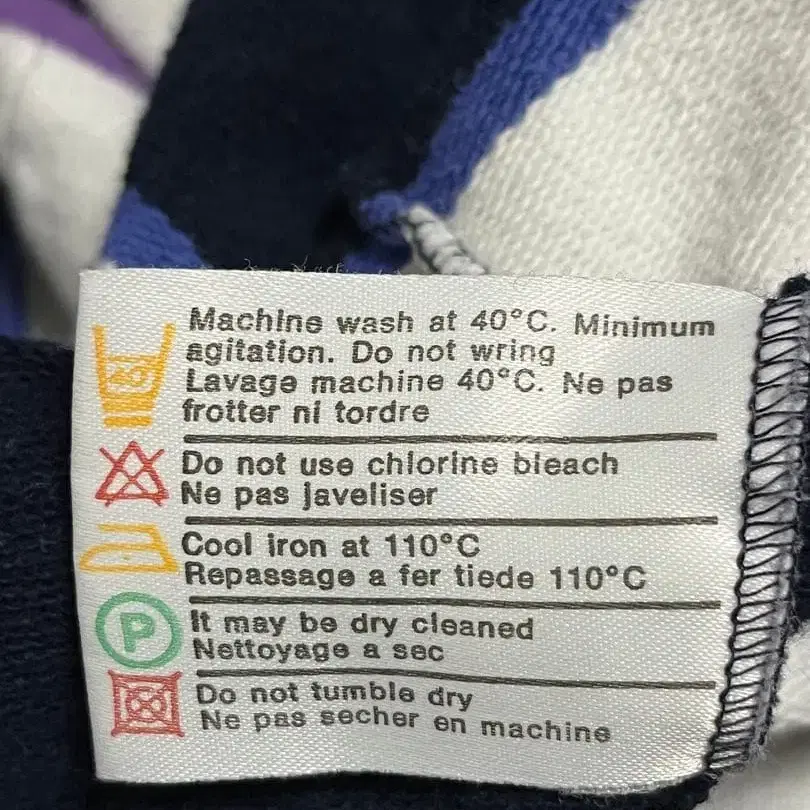 Machine wash at 40°C. Minimum
agitation. Do not wring
Lavage machine 40°C. Ne pas
frotter ni tordre
40
Do not use chlorine bleach
Ne pas javeliser
Cool iron at 110°C
Repassage a fer tiede 110°C
P
It may be dry cleaned
Nettoyage a sec
Do not tumble dry
Ne pas secher en machine